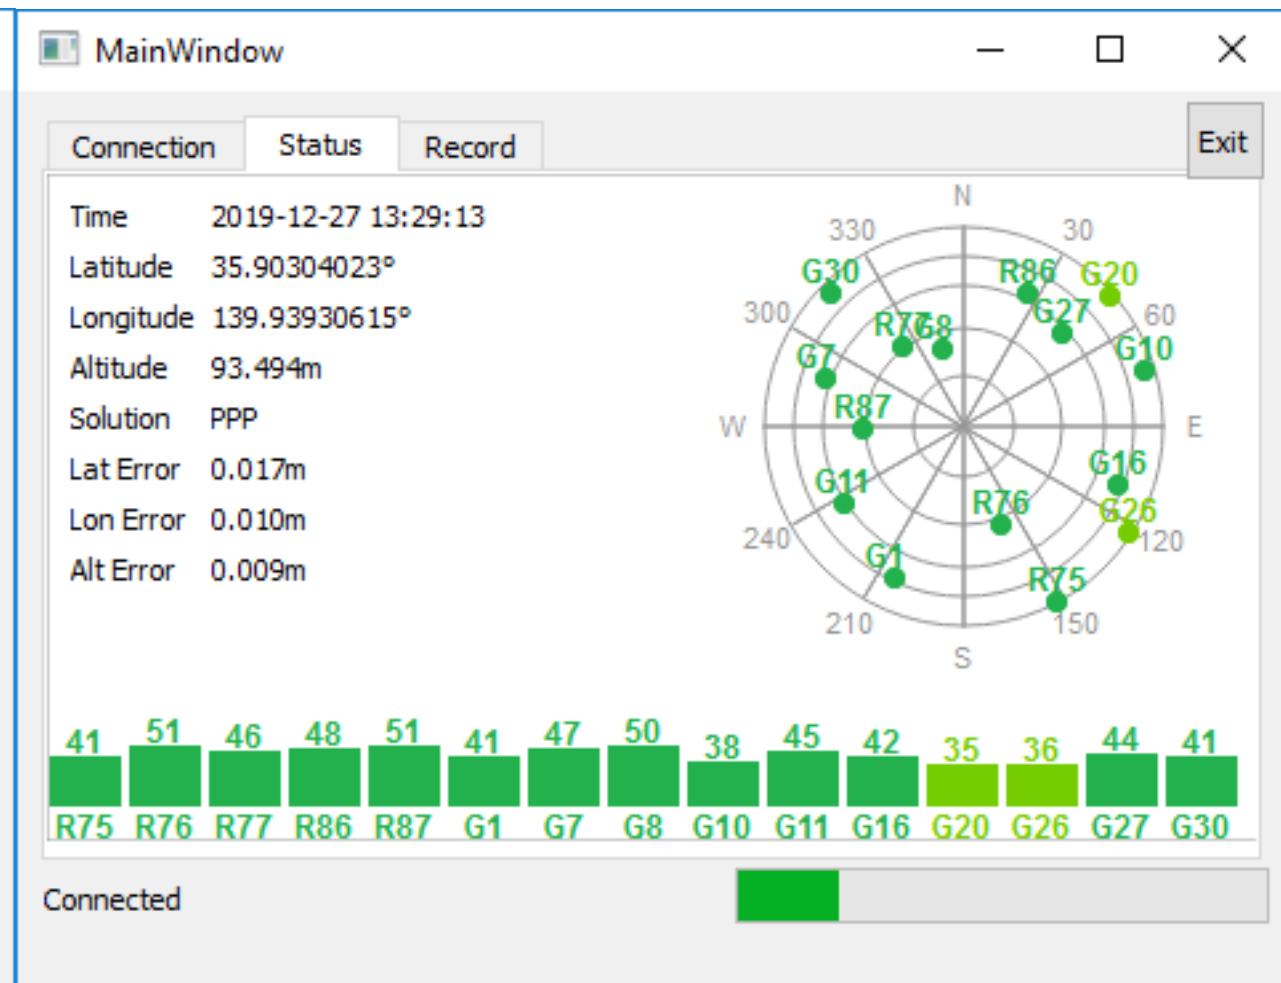 MainWindow
Connection Status Record Exit
Time 2019-12-27 13:29:13
Latitude 35.90304023°
Longitude 139.93930615°
Altitude 93.494m
Solution PPP
Lat Error 0.017m
Lon Error 0.010m
Alt Error 0.009m
N
330 30
G30 R86 G20
300 R77 G8 G27 60
G7 G10
R87
W E
G11 G16
R76 G26
240 120
G1 R75
210 150
S
41 51 46 48 51 41 47 50 38 45 42 35 36 44 41
R75 R76 R77 R86 R87 G1 G7 G8 G10 G11 G16 G20 G26 G27 G30
Connected